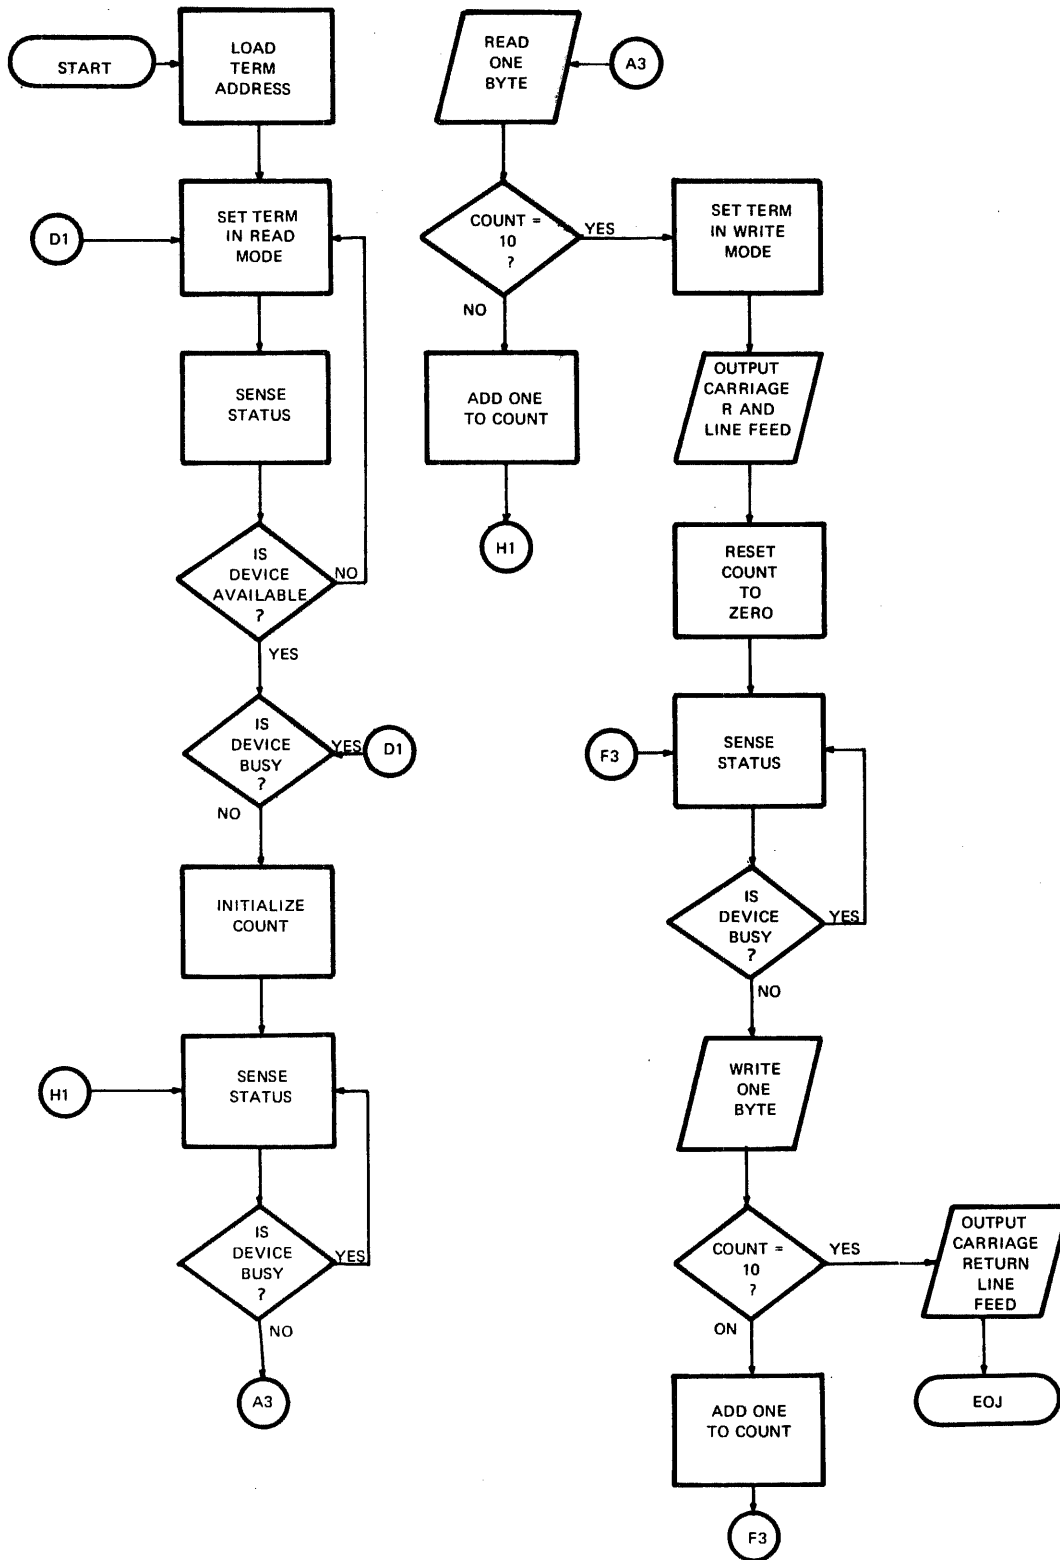 START
LOAD
TERM
ADDRESS
D1
SET TERM
IN READ
MODE
SENSE
STATUS
IS
DEVICE
AVAILABLE
?
NO
YES
IS
DEVICE
BUSY
?
YES
D1
NO
INITIALIZE
COUNT
H1
SENSE
STATUS
IS
DEVICE
BUSY
?
YES
NO
A3
READ
ONE
BYTE
A3
COUNT =
10
?
YES
NO
ADD ONE
TO COUNT
H1
SET TERM
IN WRITE
MODE
OUTPUT
CARRIAGE
R AND
LINE FEED
RESET
COUNT
TO
ZERO
F3
SENSE
STATUS
IS
DEVICE
BUSY
?
YES
NO
WRITE
ONE
BYTE
COUNT =
10
?
YES
ON
ADD ONE
TO COUNT
F3
OUTPUT
CARRIAGE
RETURN
LINE
FEED
EOJ